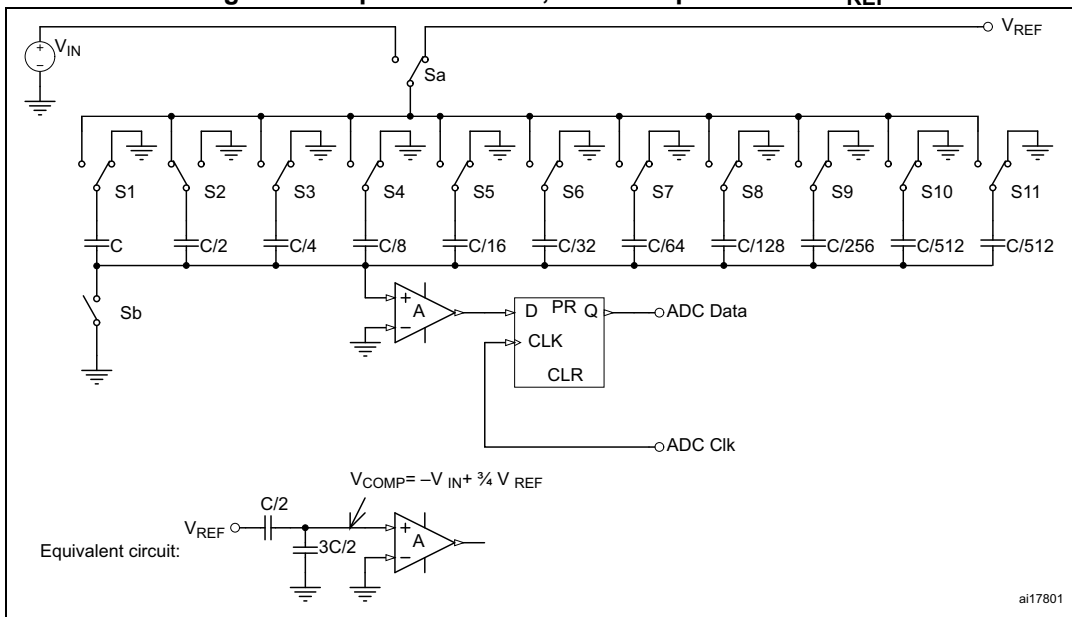 REF
V_IN
V_REF
Sa
S1 S2 S3 S4 S5 S6 S7 S8 S9 S10 S11
C C/2 C/4 C/8 C/16 C/32 C/64 C/128 C/256 C/512 C/512
Sb
+ A –
D PR Q
CLK
CLR
ADC Data
ADC Clk
V_COMP= –V_IN+ ¾ V_REF
C/2
V_REF
3C/2
+ A –
Equivalent circuit:
ai17801